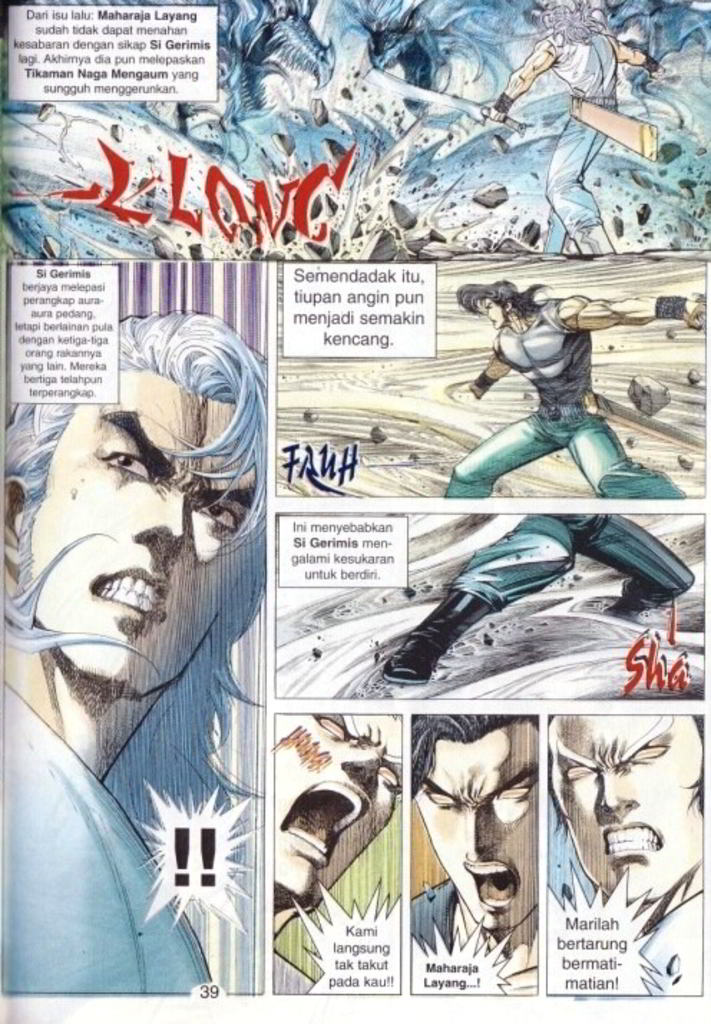 Dari isu lalu: Maharaja Layang
sudah tidak dapat menahan
kesabaran dengan sikap Si Gerimis
lagi. Akhirnya dia pun melepaskan
Tikaman Naga Mengaum yang
sungguh menggerunkan.
KLONG
Si Gerimis
berjaya melepasi
perangkap aura-
aura pedang,
tetapi berlainan pula
dengan ketiga-tiga
orang rakannya
yang lain. Mereka
bertiga telahpun
terperangkap.
Semendadak itu,
tiupan angin pun
menjadi semakin
kencang.
FRUH
Ini menyebabkan
Si Gerimis men-
galami kesukaran
untuk berdiri.
Sha
!!
Kami
langsung
tak takut
pada kau!!
Maharaja
Layang...!
Marilah
bertarung
bermati-
matian!
39